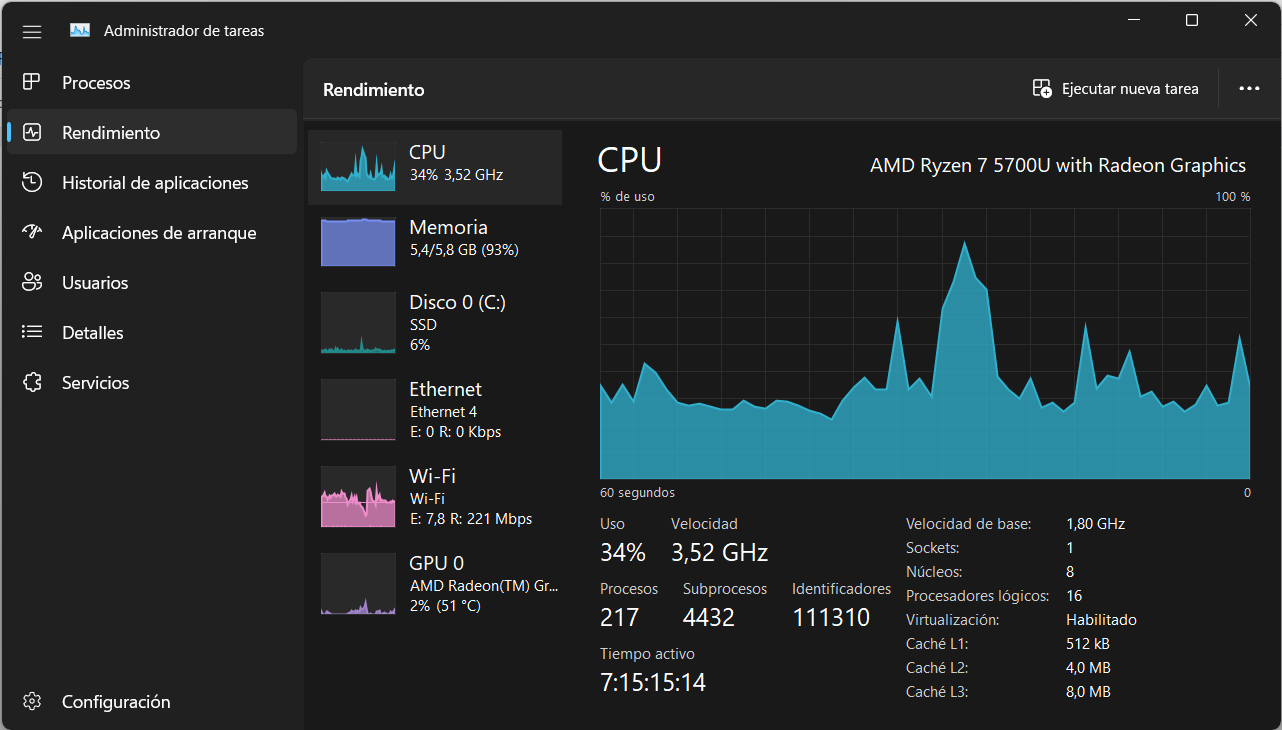 Administrador de tareas
Procesos
Rendimiento
Historial de aplicaciones
Aplicaciones de arranque
Usuarios
Detalles
Servicios
Configuración
Rendimiento
Ejecutar nueva tarea
CPU
34% 3,52 GHz
Memoria
5,4/5,8 GB (93%)
Disco 0 (C:)
SSD
6%
Ethernet
Ethernet 4
E: 0 R: 0 Kbps
Wi-Fi
Wi-Fi
E: 7,8 R: 221 Mbps
GPU 0
AMD Radeon(TM) Gr...
2% (51 °C)
CPU
AMD Ryzen 7 5700U with Radeon Graphics
% de uso
100 %
60 segundos
0
Uso
Velocidad
34%
3,52 GHz
Procesos
Subprocesos
Identificadores
217
4432
111310
Tiempo activo
7:15:15:14
Velocidad de base: 1,80 GHz
Sockets: 1
Núcleos: 8
Procesadores lógicos: 16
Virtualización: Habilitado
Caché L1: 512 kB
Caché L2: 4,0 MB
Caché L3: 8,0 MB